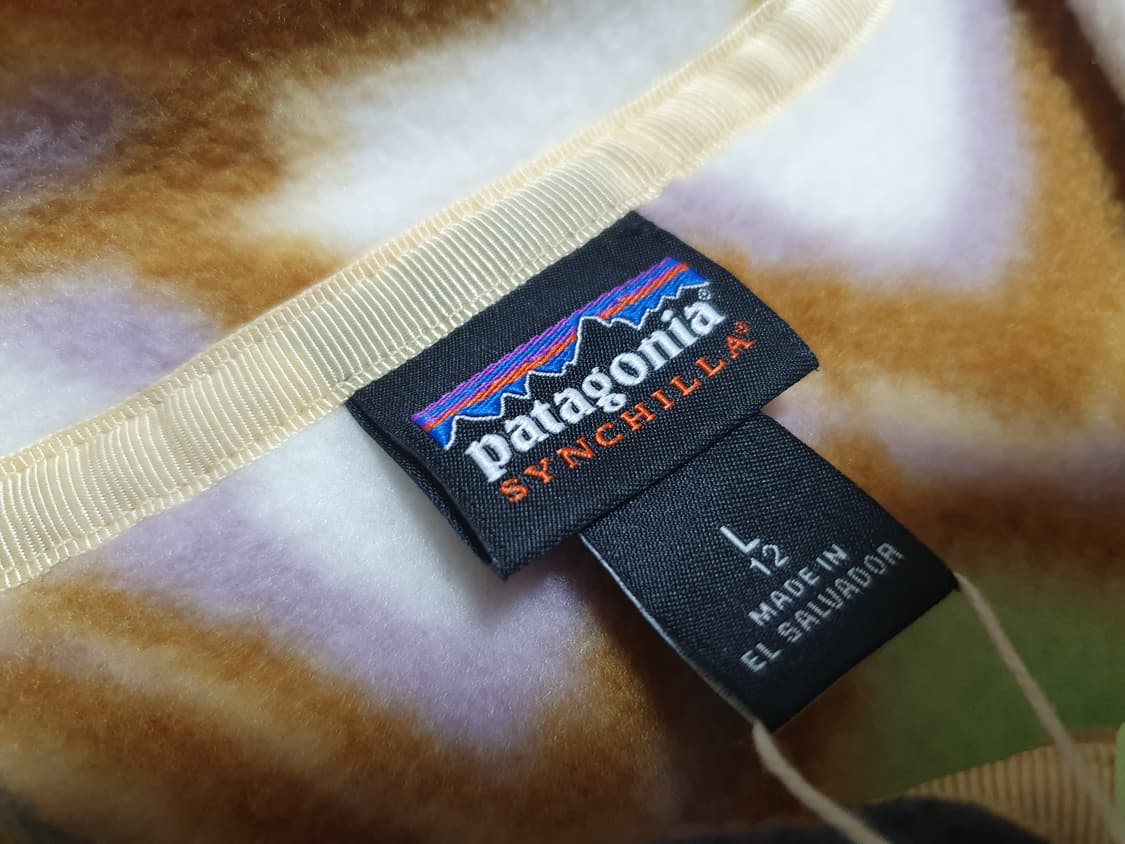 patagonia®
SYNCHILLA®
L
12
MADE IN
EL SALVADOR